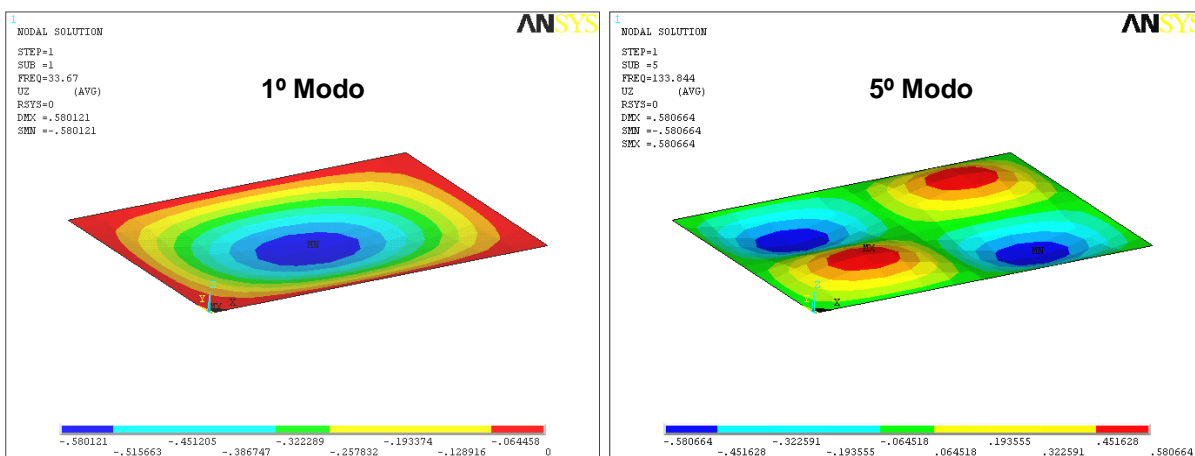 1
ANSYS
NODAL SOLUTION
STEP=1
SUB =1
FREQ=33.67
UZ (AVG)
RSYS=0
DMX =.580121
SMN =-.580121
1º Modo
MN
Z
Y
MX X
-.580121 -.451205 -.322289 -.193374 -.064458
-.515663 -.386747 -.257832 -.128916 0
1
ANSYS
NODAL SOLUTION
STEP=1
SUB =5
FREQ=133.844
UZ (AVG)
RSYS=0
DMX =.580664
SMN =-.580664
SMX =.580664
5º Modo
MX
MN
Z
Y
X
-.580664 -.322591 -.064518 .193555 .451628
-.451628 -.193555 .064518 .322591 .580664